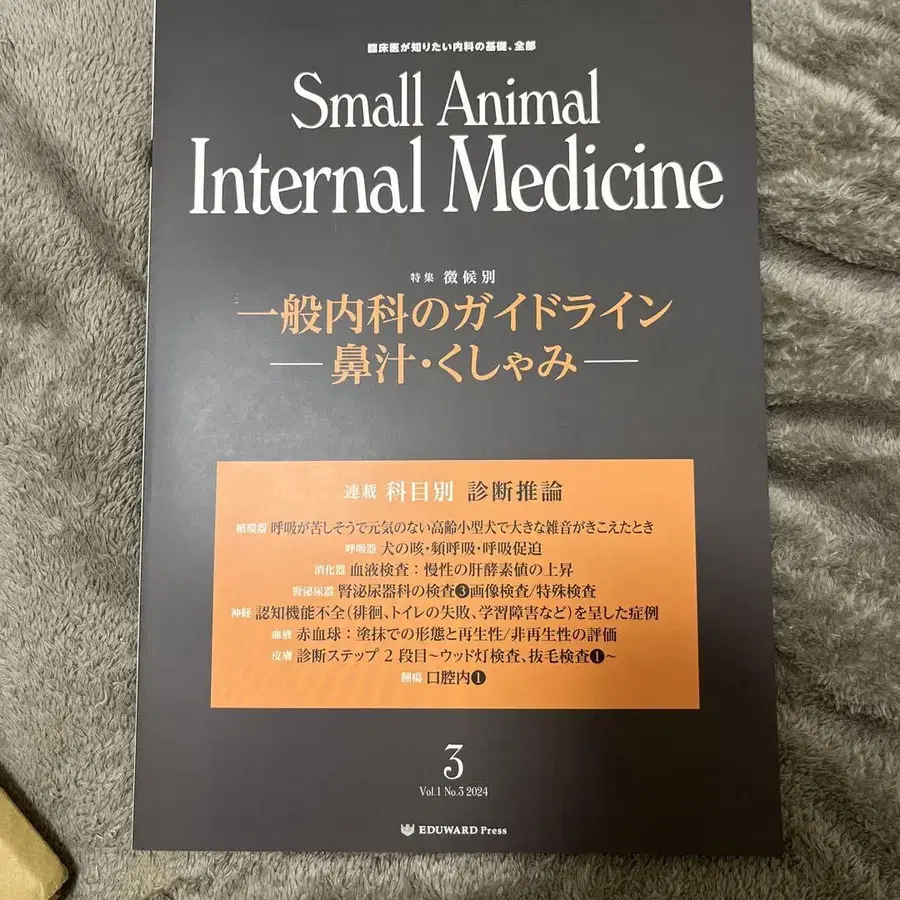 臨床医が知りたい内科の基礎、全部
Small Animal
Internal Medicine
特集 徴候別
一般内科のガイドライン
鼻汁・くしゃみ
連載 科目別 診断推論
循環器 呼吸が苦しそうで元気のない高齢小型犬で大きな雑音がきこえたとき
呼吸器 犬の咳・頻呼吸・呼吸促迫
消化器 血液検査：慢性の肝酵素値の上昇
腎泌尿器 腎泌尿器科の検査❸画像検査/特殊検査
神経 認知機能不全（徘徊、トイレの失敗、学習障害など）を呈した症例
血液 赤血球：塗抹での形態と再生性/非再生性の評価
皮膚 診断ステップ 2 段目～ウッド灯検査、抜毛検査❶～
腫瘍 口腔内❶
3
Vol.1 No.3 2024
EDUWARD Press